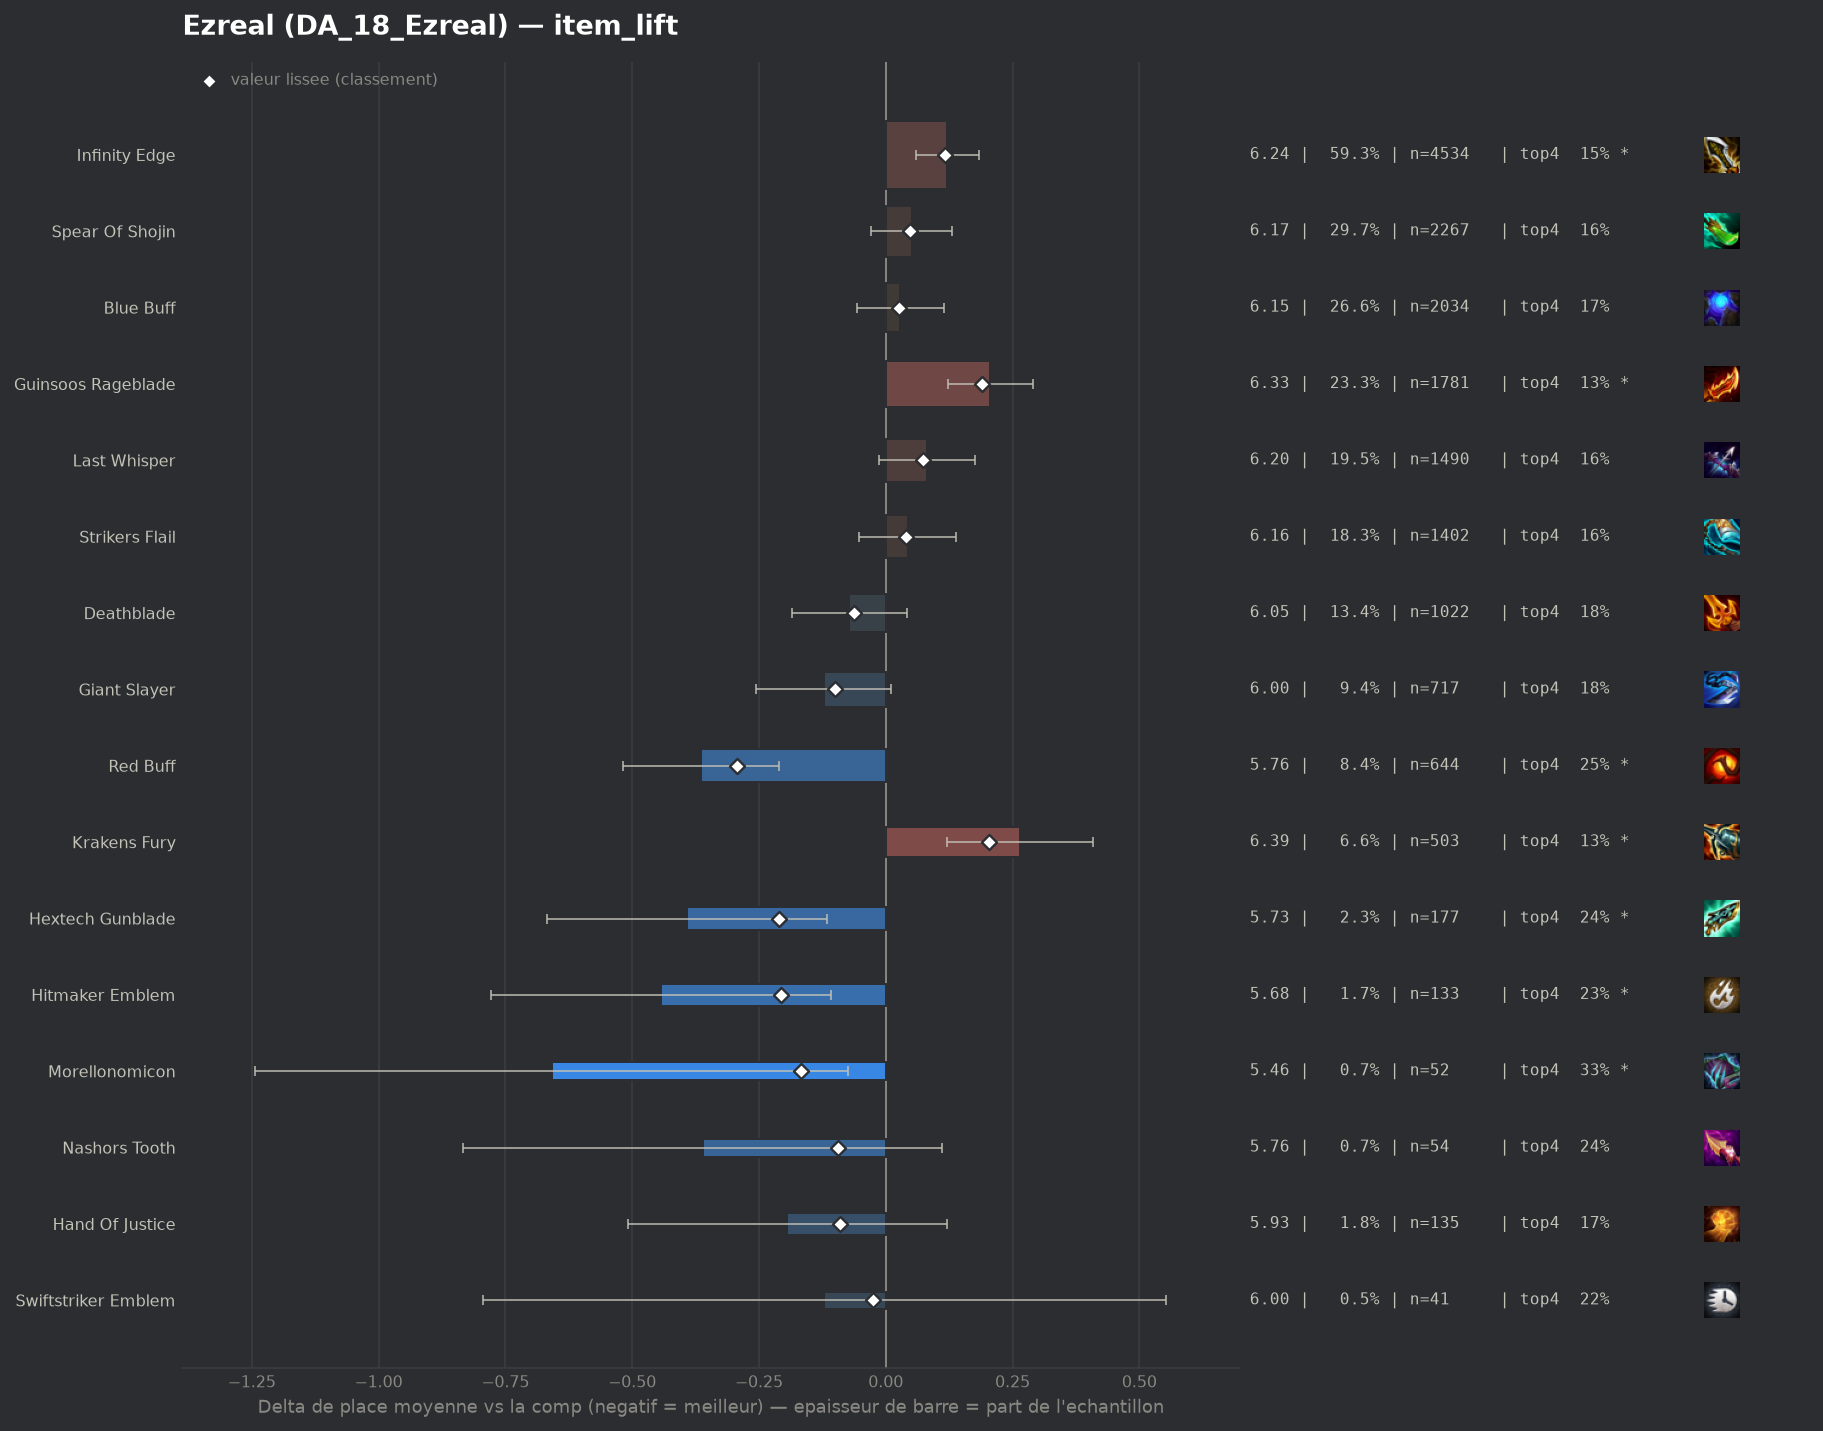 Ezreal (DA_18_Ezreal) — item_lift
valeur lissee (classement)
Infinity Edge 6.24 | 59.3% | n=4534 | top4 15% *
Spear Of Shojin 6.17 | 29.7% | n=2267 | top4 16%
Blue Buff 6.15 | 26.6% | n=2034 | top4 17%
Guinsoos Rageblade 6.33 | 23.3% | n=1781 | top4 13% *
Last Whisper 6.20 | 19.5% | n=1490 | top4 16%
Strikers Flail 6.16 | 18.3% | n=1402 | top4 16%
Deathblade 6.05 | 13.4% | n=1022 | top4 18%
Giant Slayer 6.00 | 9.4% | n=717 | top4 18%
Red Buff 5.76 | 8.4% | n=644 | top4 25% *
Krakens Fury 6.39 | 6.6% | n=503 | top4 13% *
Hextech Gunblade 5.73 | 2.3% | n=177 | top4 24% *
Hitmaker Emblem 5.68 | 1.7% | n=133 | top4 23% *
Morellonomicon 5.46 | 0.7% | n=52 | top4 33% *
Nashors Tooth 5.76 | 0.7% | n=54 | top4 24%
Hand Of Justice 5.93 | 1.8% | n=135 | top4 17%
Swiftstriker Emblem 6.00 | 0.5% | n=41 | top4 22%
−1.25 −1.00 −0.75 −0.50 −0.25 0.00 0.25 0.50
Delta de place moyenne vs la comp (negatif = meilleur) — epaisseur de barre = part de l'echantillon